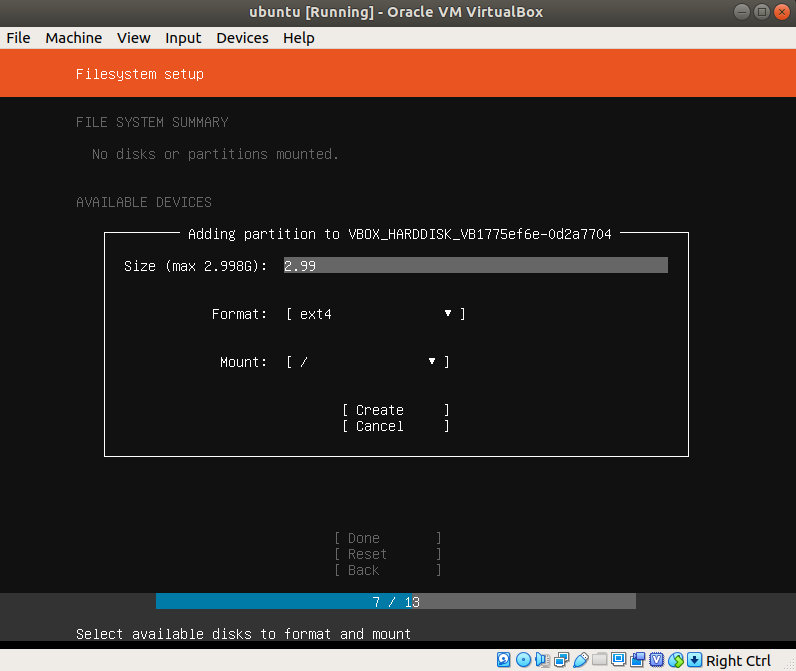 ubuntu [Running] - Oracle VM VirtualBox
File Machine View Input Devices Help
Filesystem setup
FILE SYSTEM SUMMARY
No disks or partitions mounted.
AVAILABLE DEVICES
Adding partition to VBOX_HARDDISK_VB1775ef6e-0d2a7704
Size (max 2.998G): 2.99
Format: [ ext4 ▾ ]
Mount: [ / ▾ ]
[ Create ]
[ Cancel ]
[ Done ]
[ Reset ]
[ Back ]
7 / 13
Select available disks to format and mount
Right Ctrl